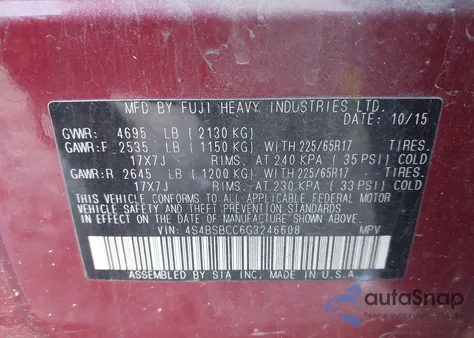 MFD BY FUJI HEAVY INDUSTRIES LTD.
DATE: 10/15
GVWR: 4695 LB (2130 KG)
GAWR:F 2535 LB (1150 KG) WITH 225/65R17 TIRES.
17X7J RIMS. AT 240 KPA (35 PSI) COLD
GAWR:R 2645 LB (1200 KG) WITH 225/65R17 TIRES.
17X7J RIMS. AT 230 KPA (33 PSI) COLD
THIS VEHICLE CONFORMS TO ALL APPLICABLE FEDERAL MOTOR
VEHICLE SAFETY, BUMPER, AND THEFT PREVENTION STANDARDS
IN EFFECT ON THE DATE OF MANUFACTURE SHOWN ABOVE.
VIN: 4S4BSBCC6G3246608 MPV
ASSEMBLED BY SIA INC, MADE IN U.S.A.
autoSnap